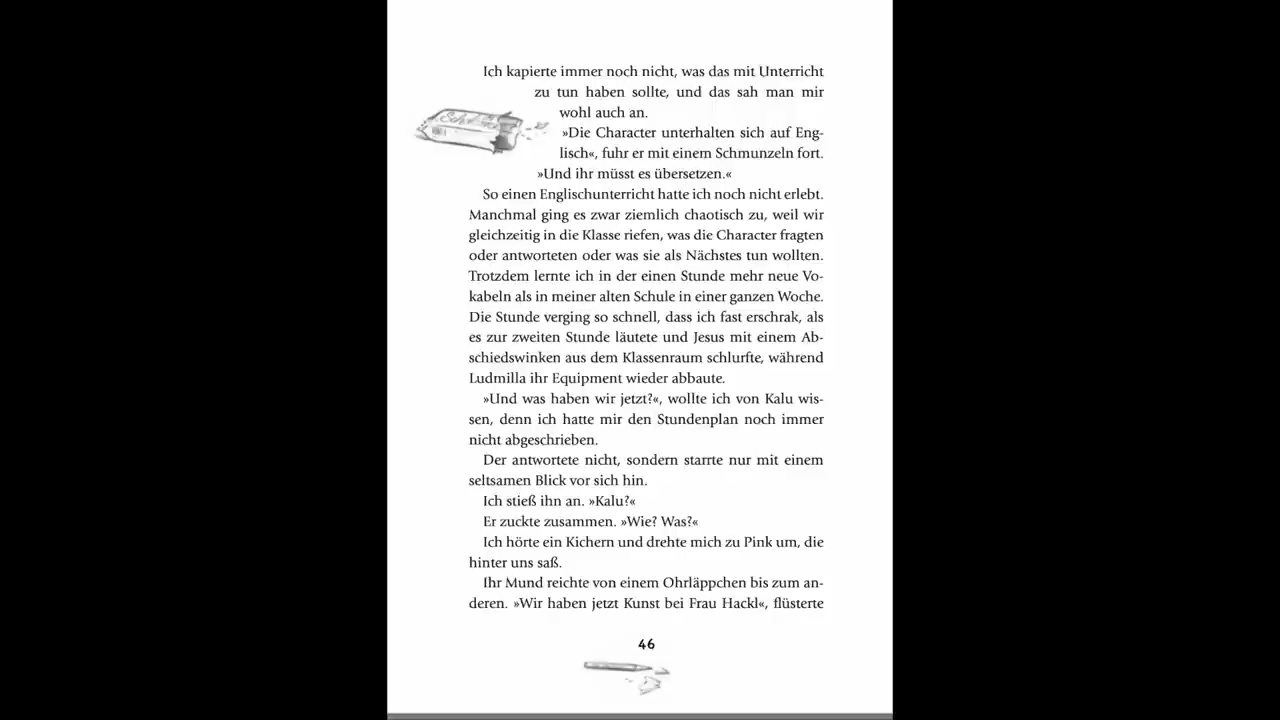 Ich kapierte immer noch nicht, was das mit Unterricht
zu tun haben sollte, und das sah man mir
wohl auch an.
»Die Character unterhalten sich auf Eng-
lisch«, fuhr er mit einem Schmunzeln fort.
»Und ihr müsst es übersetzen.«
So einen Englischunterricht hatte ich noch nicht erlebt.
Manchmal ging es zwar ziemlich chaotisch zu, weil wir
gleichzeitig in die Klasse riefen, was die Character fragten
oder antworteten oder was sie als Nächstes tun wollten.
Trotzdem lernte ich in der einen Stunde mehr neue Vo-
kabeln als in meiner alten Schule in einer ganzen Woche.
Die Stunde verging so schnell, dass ich fast erschrak, als
es zur zweiten Stunde läutete und Jesus mit einem Ab-
schiedswinken aus dem Klassenraum schlurfte, während
Ludmilla ihr Equipment wieder abbaute.
»Und was haben wir jetzt?«, wollte ich von Kalu wis-
sen, denn ich hatte mir den Stundenplan noch immer
nicht abgeschrieben.
Der antwortete nicht, sondern starrte nur mit einem
seltsamen Blick vor sich hin.
Ich stieß ihn an. »Kalu?«
Er zuckte zusammen. »Wie? Was?«
Ich hörte ein Kichern und drehte mich zu Pink um, die
hinter uns saß.
Ihr Mund reichte von einem Ohrläppchen bis zum an-
deren. »Wir haben jetzt Kunst bei Frau Hackl«, flüsterte
46